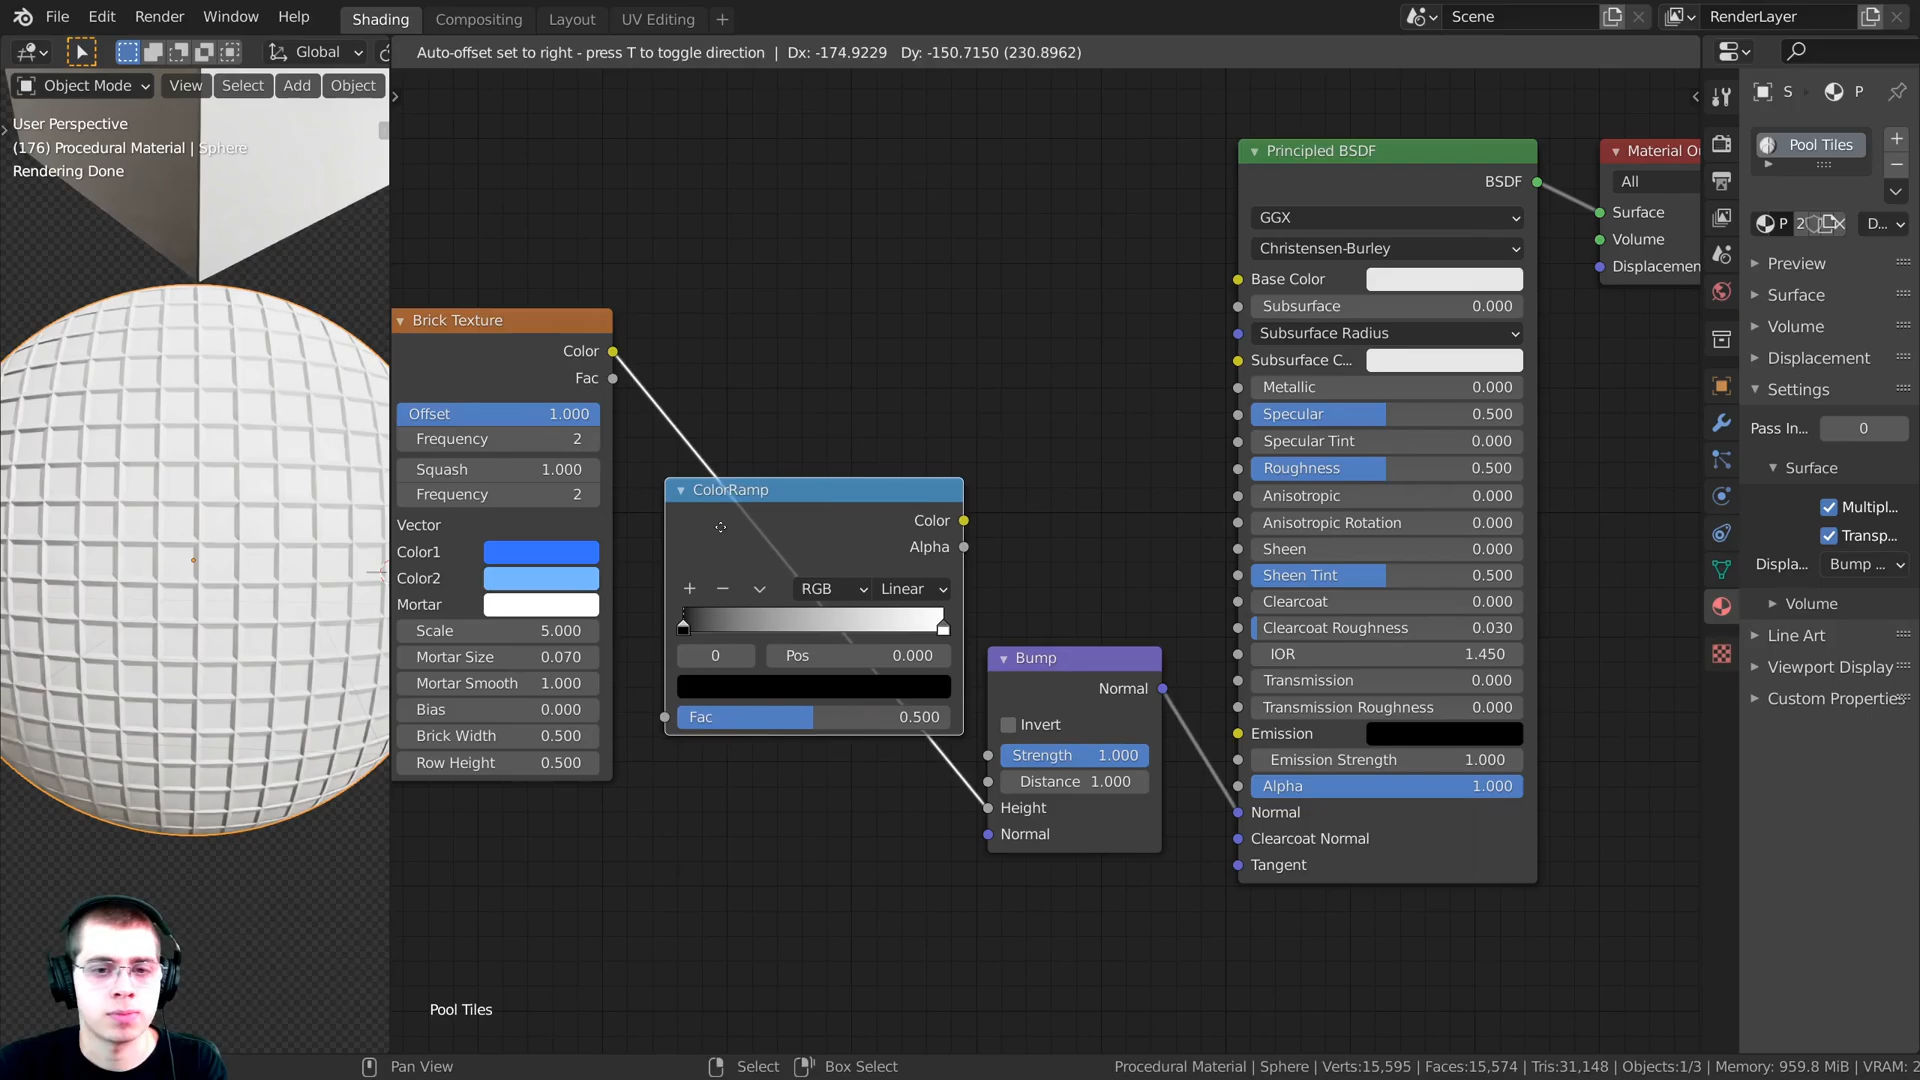 File Edit Render Window Help Shading Compositing Layout UV Editing + Scene RenderLayer
Global
Auto-offset set to right - press T to toggle direction | Dx: -174.9229 Dy: -150.7150 (230.8962)
Object Mode View Select Add Object
User Perspective
(176) Procedural Material | Sphere
Rendering Done
Brick Texture
Color
Fac
Offset 1.000
Frequency 2
Squash 1.000
Frequency 2
Vector
Color1
Color2
Mortar
Scale 5.000
Mortar Size 0.070
Mortar Smooth 1.000
Bias 0.000
Brick Width 0.500
Row Height 0.500
ColorRamp
Color
Alpha
RGB Linear
0 Pos 0.000
Fac 0.500
Bump
Normal
Invert
Strength 1.000
Distance 1.000
Height
Normal
Principled BSDF
BSDF
GGX
Christensen-Burley
Base Color
Subsurface 0.000
Subsurface Radius
Subsurface C...
Metallic 0.000
Specular 0.500
Specular Tint 0.000
Roughness 0.500
Anisotropic 0.000
Anisotropic Rotation 0.000
Sheen 0.000
Sheen Tint 0.500
Clearcoat 0.000
Clearcoat Roughness 0.030
IOR 1.450
Transmission 0.000
Transmission Roughness 0.000
Emission
Emission Strength 1.000
Alpha 1.000
Normal
Clearcoat Normal
Tangent
Material Ou
All
Surface
Volume
Displacemen
S P
Pool Tiles
P 2 D...
Preview
Surface
Volume
Displacement
Settings
Pass In... 0
Surface
Multipl...
Transp...
Displa... Bump ...
Volume
Line Art
Viewport Display
Custom Properties
Pool Tiles
Pan View Select Box Select Procedural Material | Sphere | Verts:15,595 | Faces:15,574 | Tris:31,148 | Objects:1/3 | Memory: 959.8 MiB | VRAM: 2